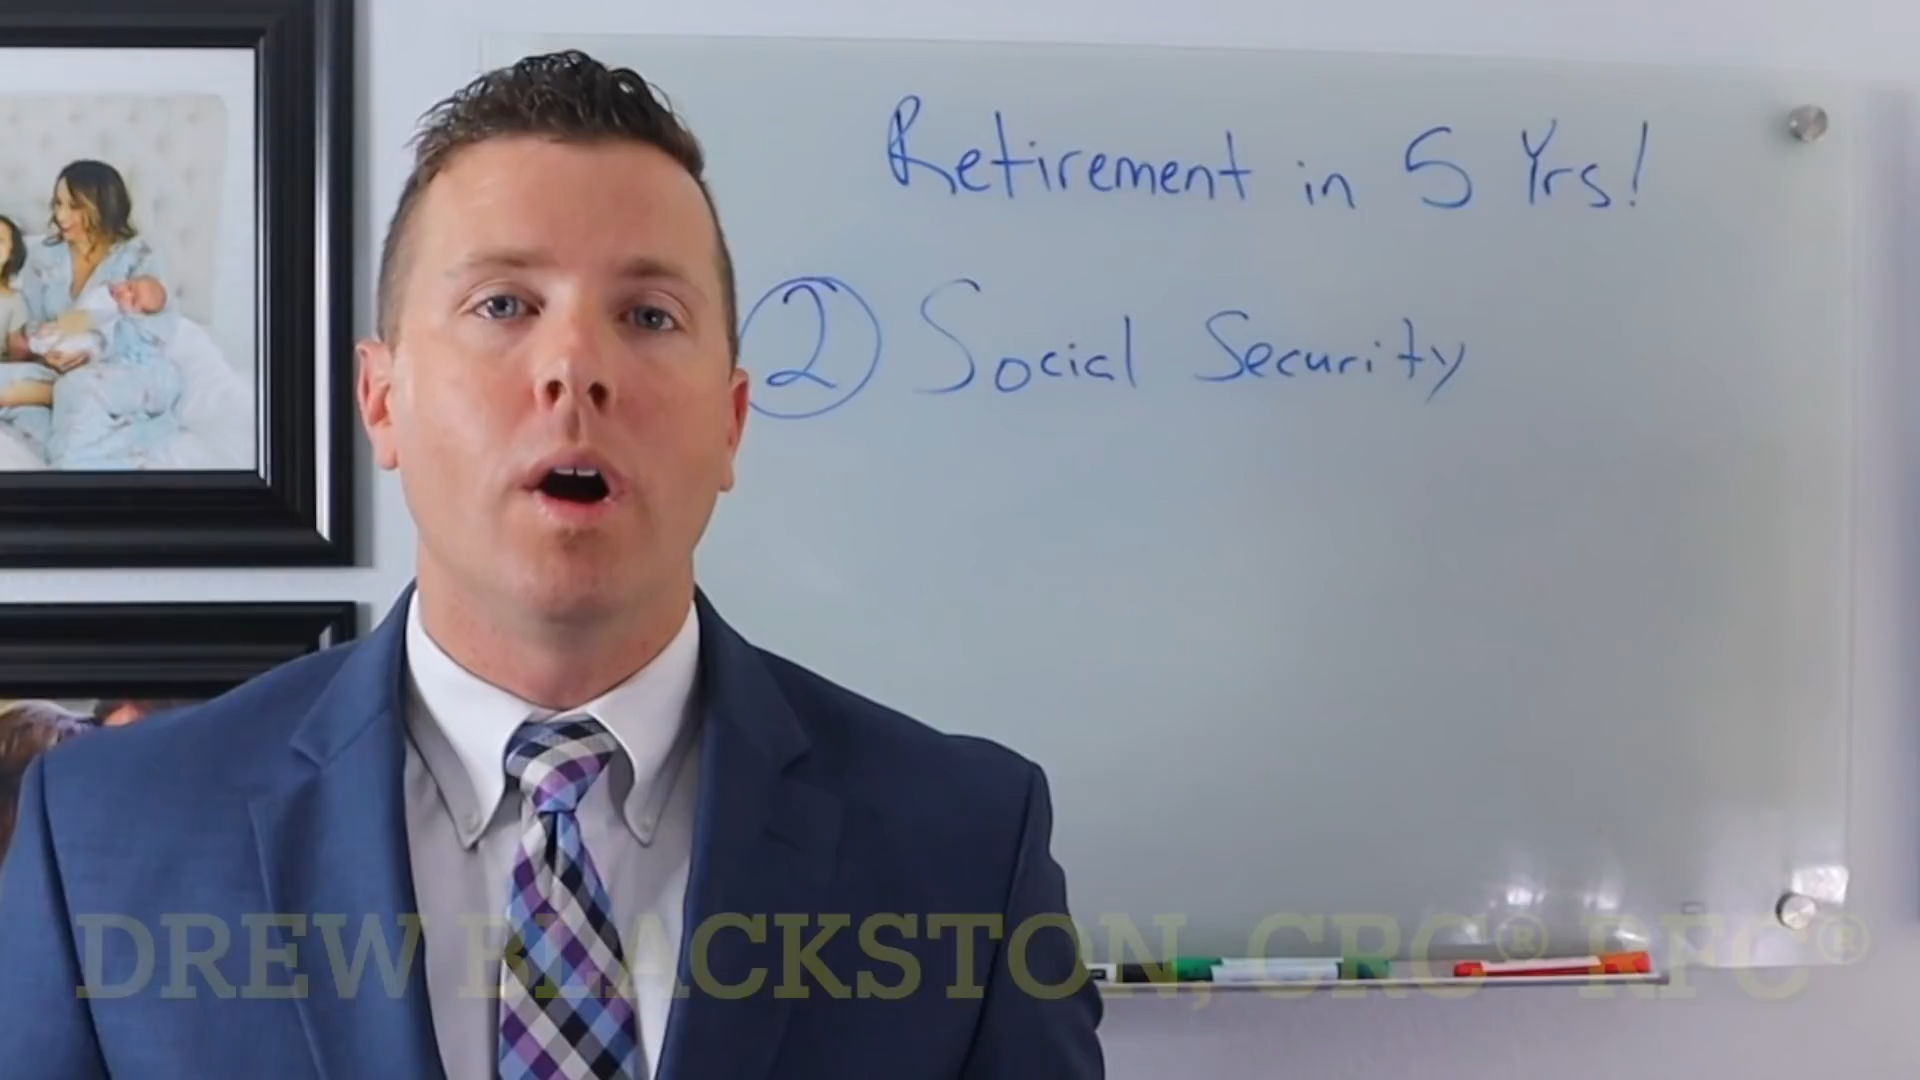 Retirement in 5 Yrs!
2 Social Security
DREW BLACKSTON, CRC® RFC®